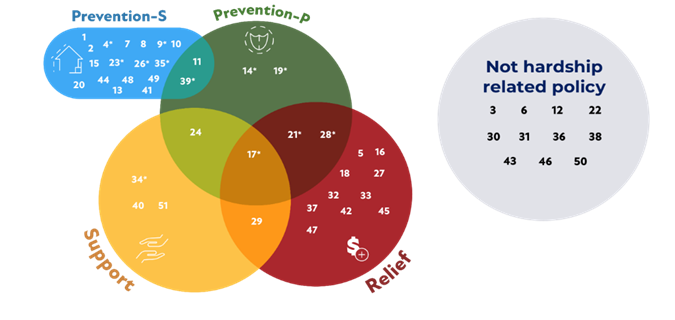 Prevention-S
Prevention-P
1
2 4* 7 8 9* 10
15 23* 26* 35*
20 44 48 49
13 41
11
39*
14* 19*
24
21* 28*
17*
5 16
18 27
32 33
37 42 45
47
34*
40 51
29
$
Support
Relief
Not hardship
related policy
3 6 12 22
30 31 36 38
43 46 50